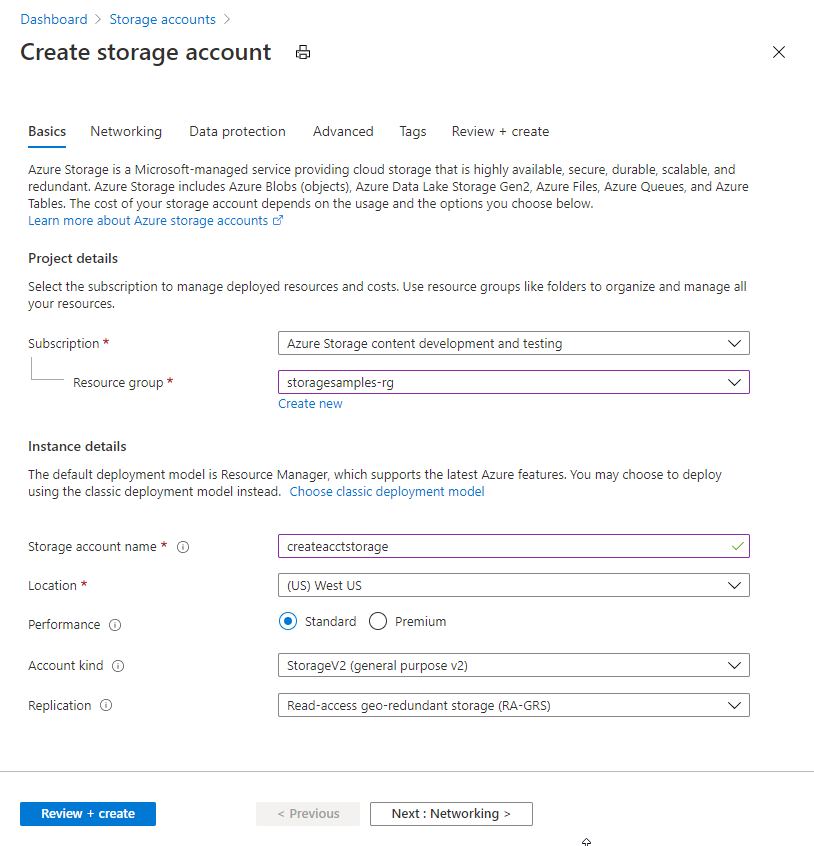 Dashboard > Storage accounts >
Create storage account
Basics Networking Data protection Advanced Tags Review + create
Azure Storage is a Microsoft-managed service providing cloud storage that is highly available, secure, durable, scalable, and
redundant. Azure Storage includes Azure Blobs (objects), Azure Data Lake Storage Gen2, Azure Files, Azure Queues, and Azure
Tables. The cost of your storage account depends on the usage and the options you choose below.
Learn more about Azure storage accounts
Project details
Select the subscription to manage deployed resources and costs. Use resource groups like folders to organize and manage all
your resources.
Subscription * Azure Storage content development and testing
Resource group * storagesamples-rg
Create new
Instance details
The default deployment model is Resource Manager, which supports the latest Azure features. You may choose to deploy
using the classic deployment model instead. Choose classic deployment model
Storage account name * createacctstorage
Location * (US) West US
Performance Standard Premium
Account kind StorageV2 (general purpose v2)
Replication Read-access geo-redundant storage (RA-GRS)
Review + create < Previous Next : Networking >